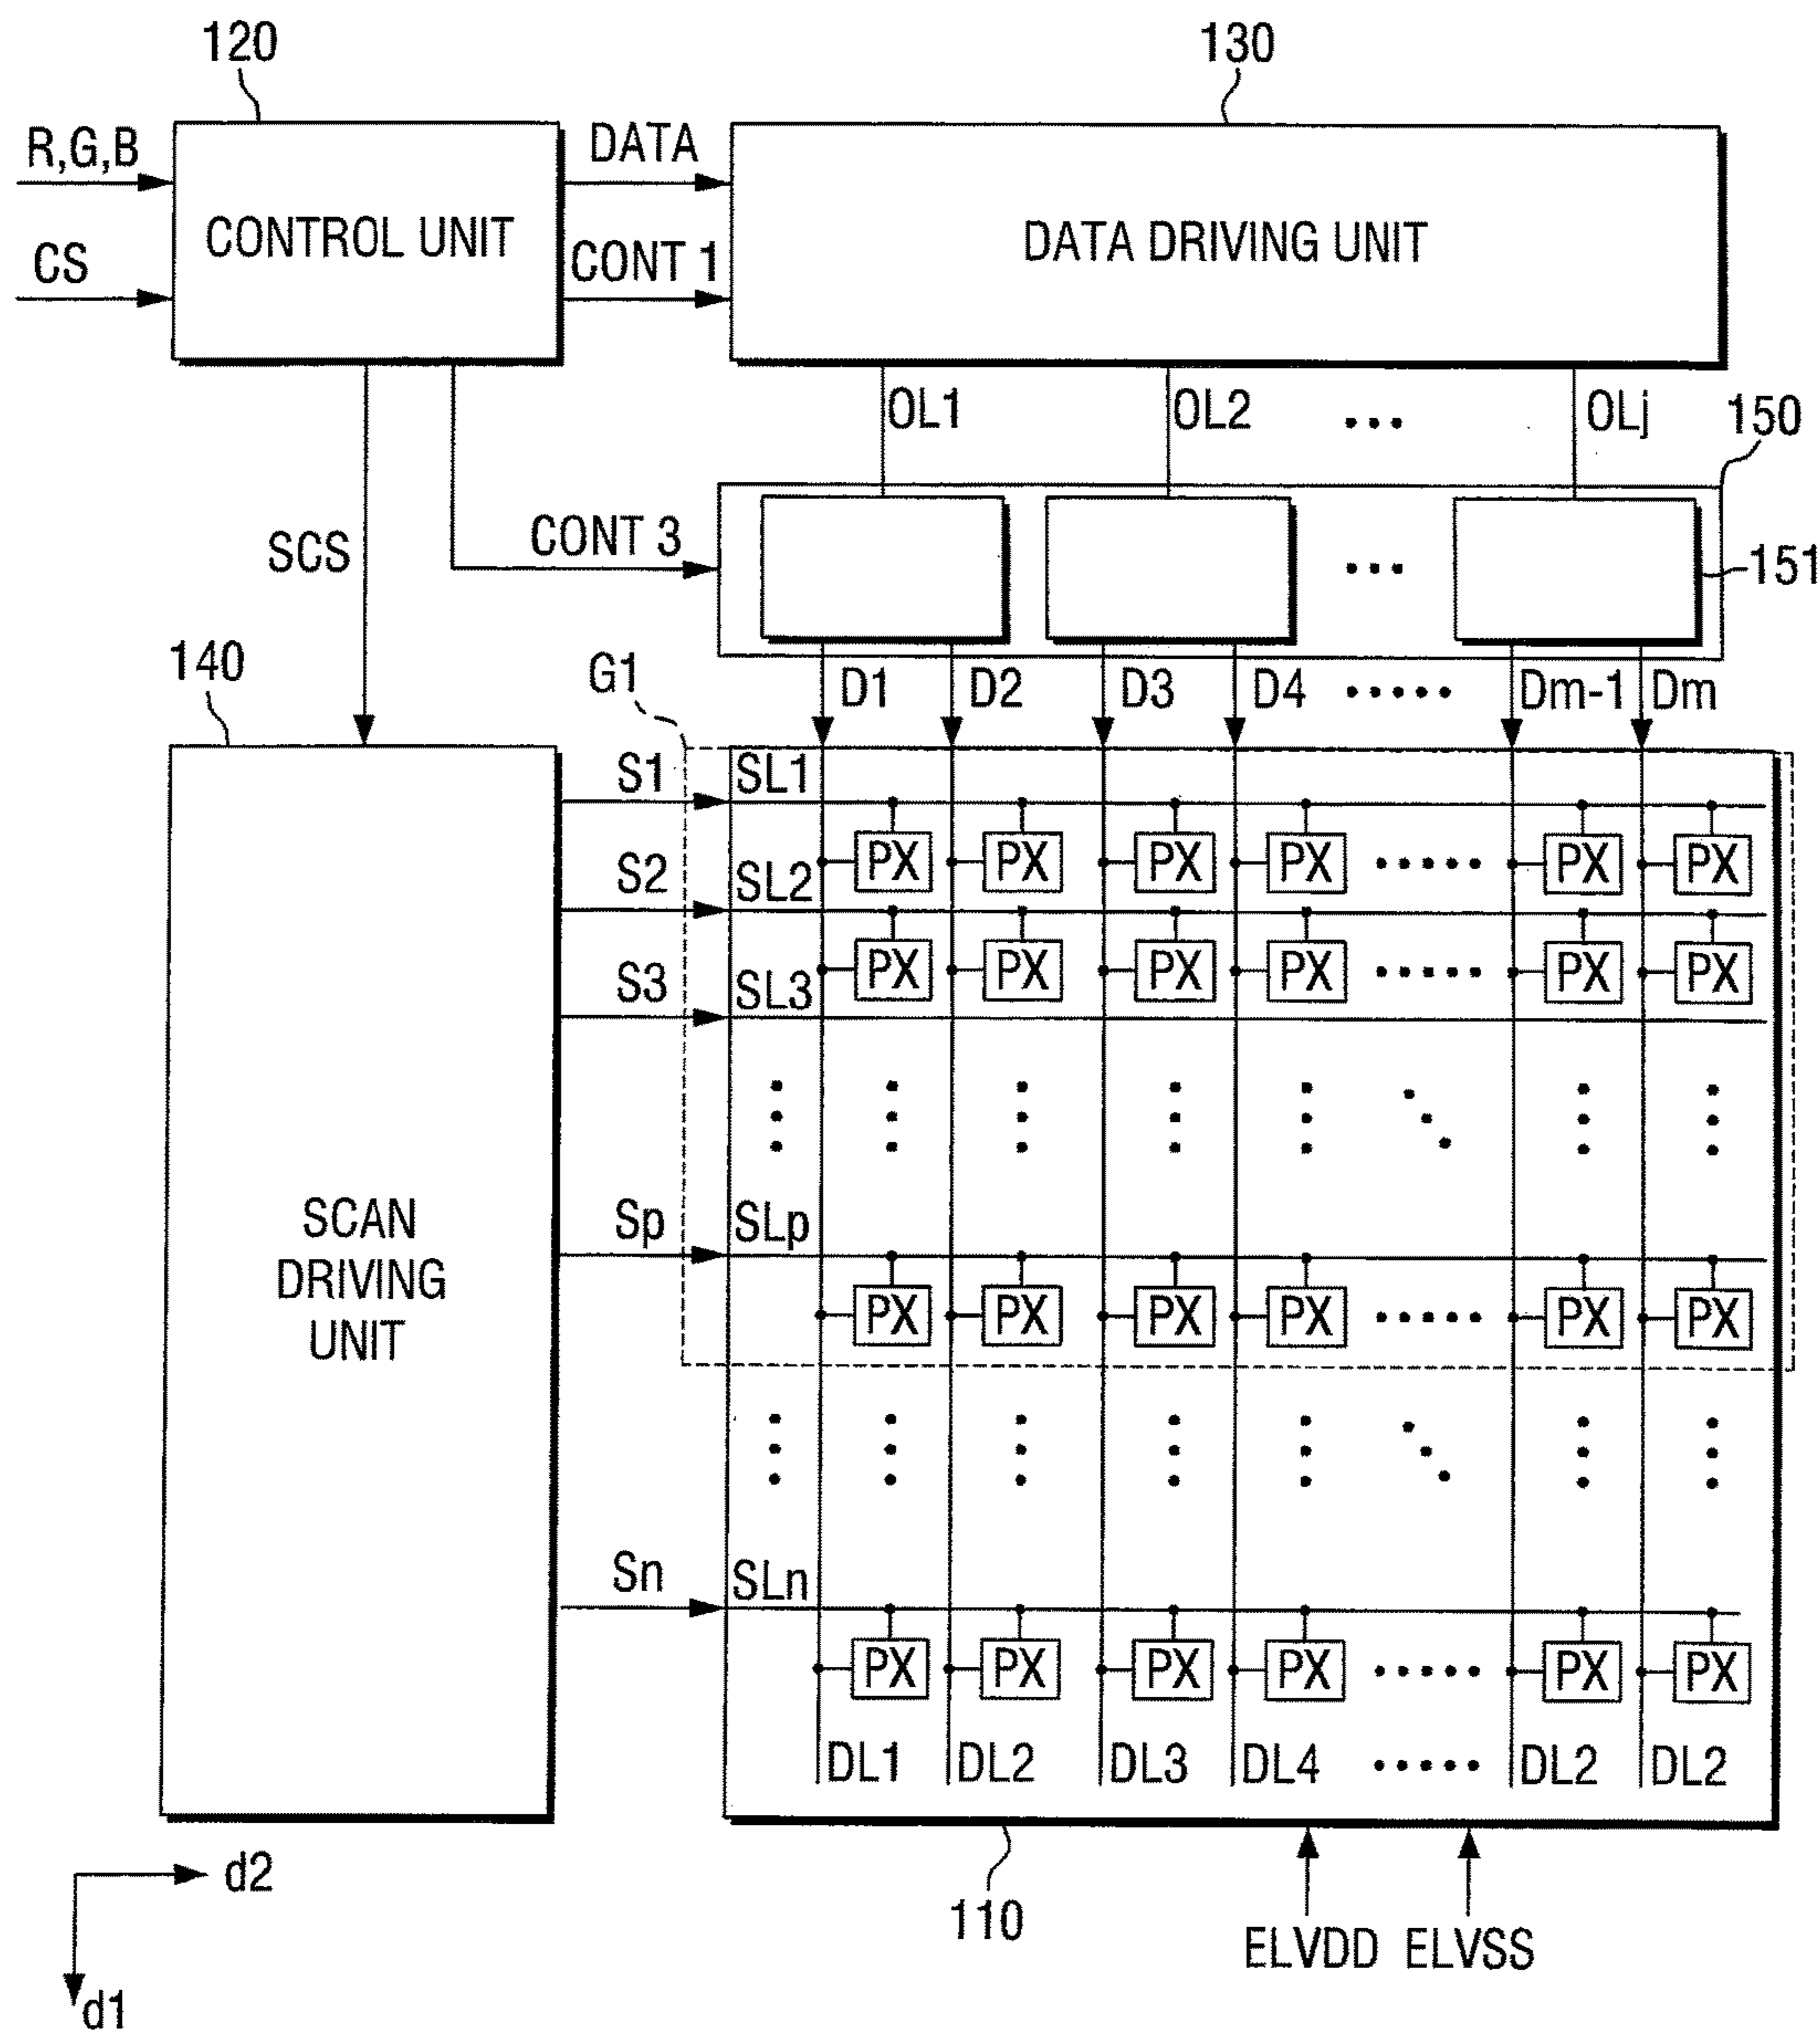 120
130
R,G,B
DATA
CONTROL UNIT
DATA DRIVING UNIT
CS
CONT 1
OL1
OL2
...
OLj
150
SCS
CONT 3
...
151
140
G1
D1
D2
D3
D4
.....
Dm-1
Dm
S1
SL1
PX PX PX PX ..... PX PX
S2
SL2
PX PX PX PX ..... PX PX
S3
SL3
Sp
SLp
SCAN
DRIVING
UNIT
PX PX PX PX ..... PX PX
Sn
SLn
PX PX PX PX ..... PX PX
DL1 DL2 DL3 DL4 ..... DL2 DL2
d2
d1
110
ELVDD ELVSS